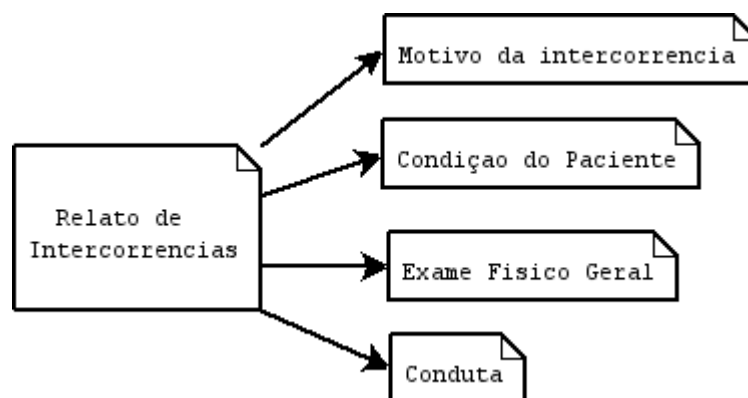 Motivo da intercorrencia
Condiçao do Paciente
Relato de
Intercorrencias
Exame Fisico Geral
Conduta